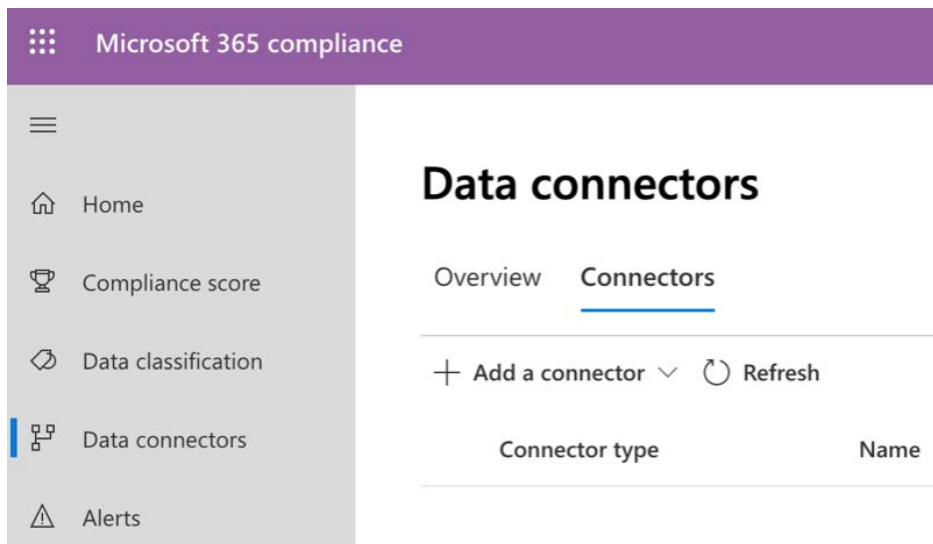 Microsoft 365 compliance
Home
Compliance score
Data classification
Data connectors
Alerts
Data connectors
Overview Connectors
Add a connector Refresh
Connector type Name